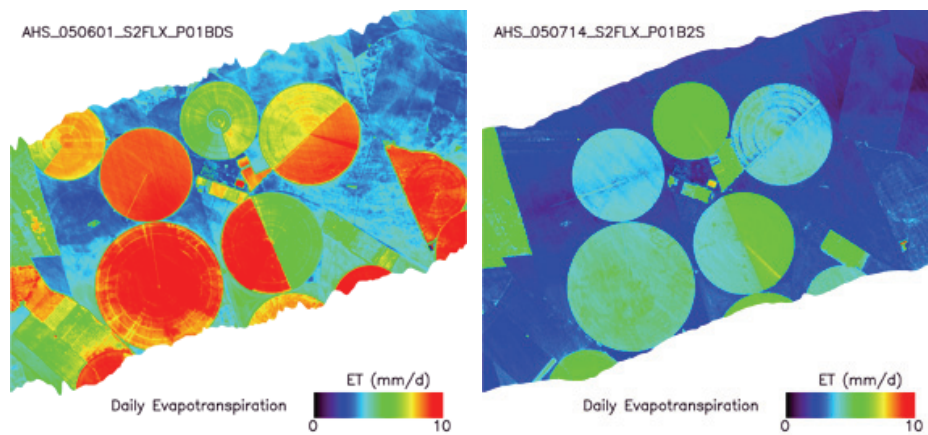 AHS_050601_S2FLX_P01BDS
ET (mm/d)
Daily Evapotranspiration
0 10
AHS_050714_S2FLX_P01B2S
ET (mm/d)
Daily Evapotranspiration
0 10